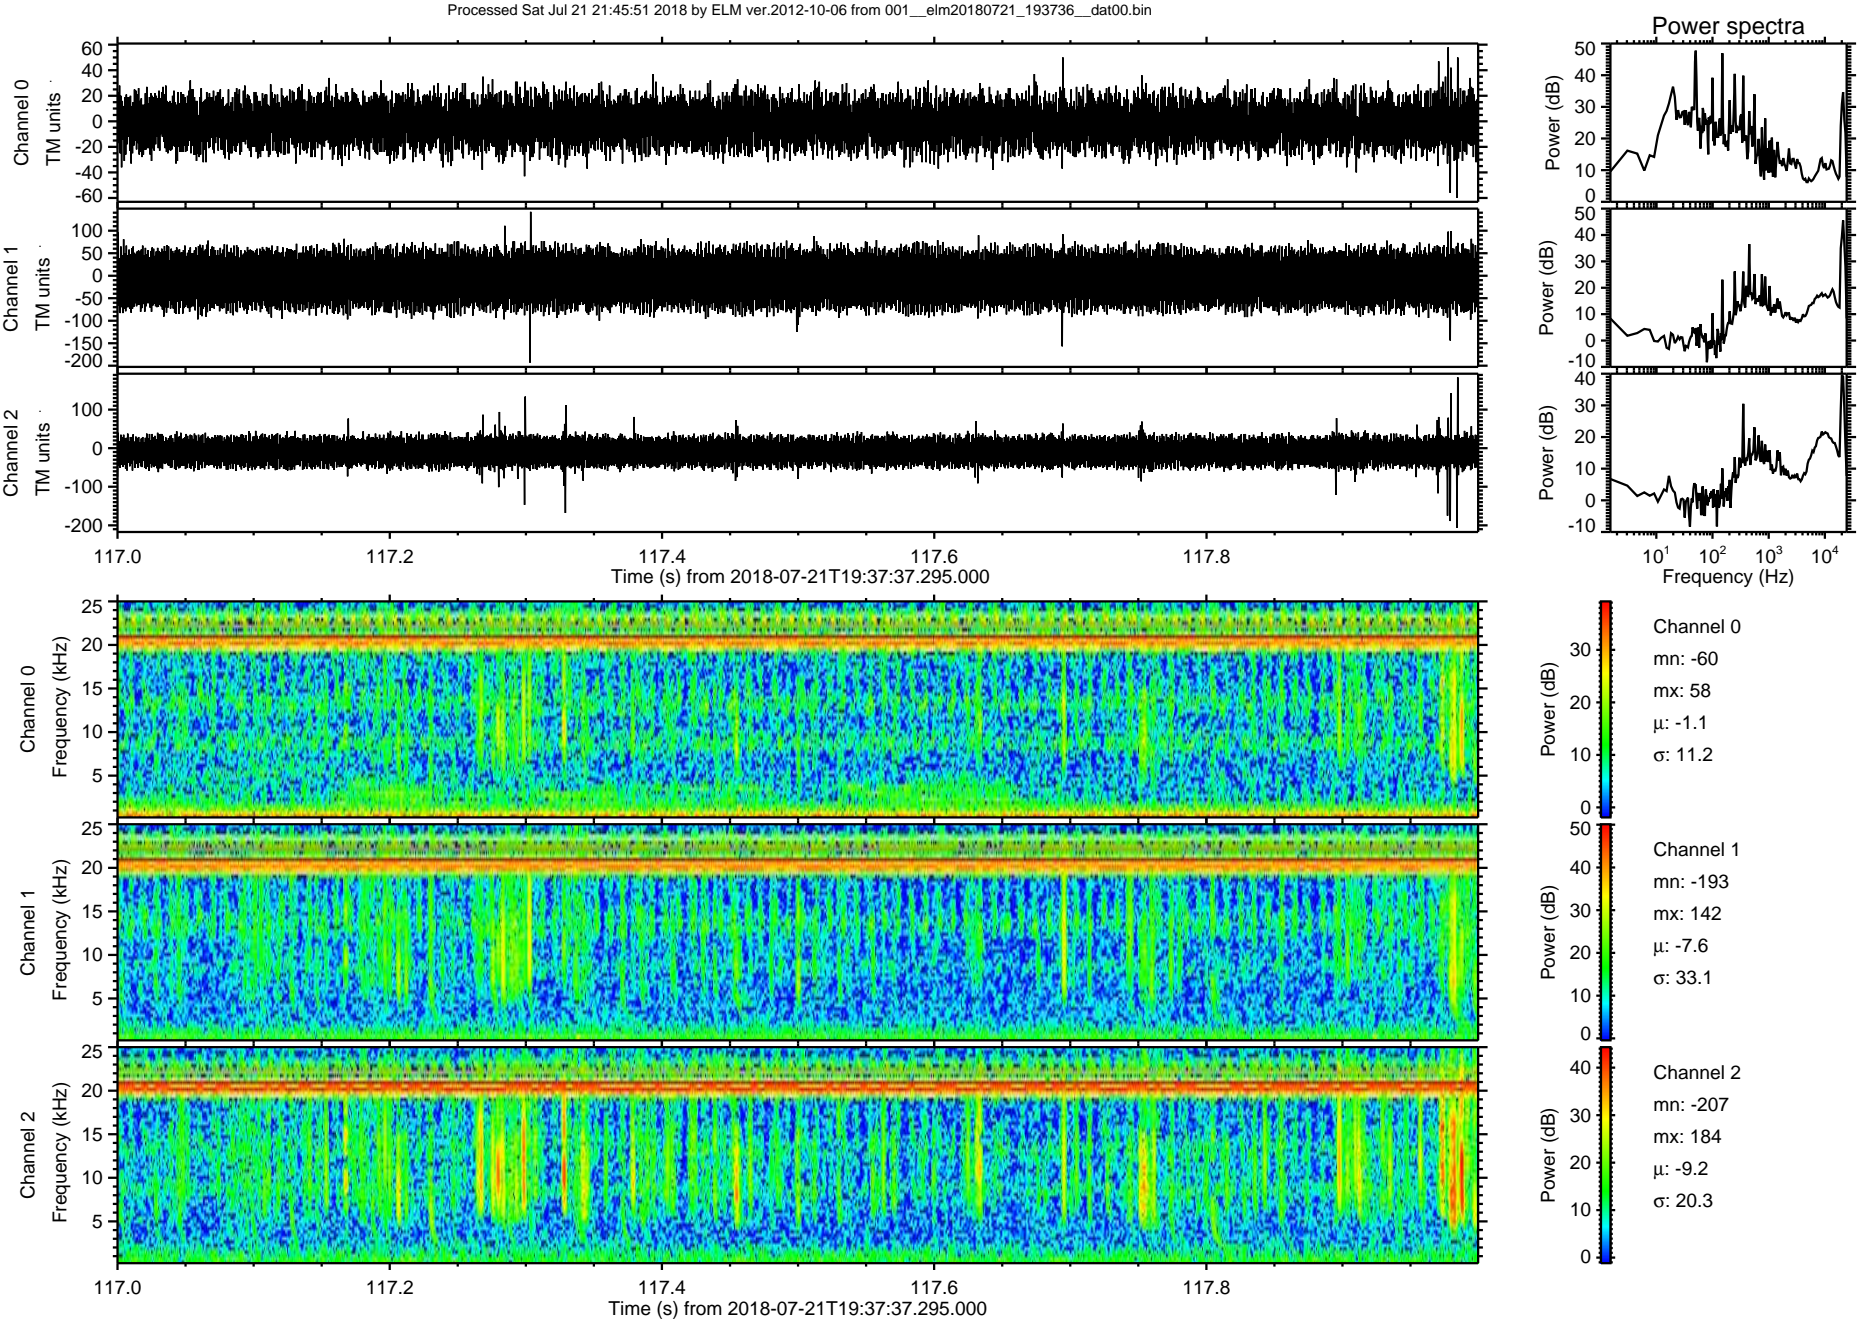 Processed Sat Jul 21 21:45:51 2018 by ELM ver.2012-10-06 from 001__elm20180721_193736__dat00.bin
Power spectra
Channel 0
TM units
60
40
20
0
-20
-40
-60
Power (dB)
50
40
30
20
10
0
Channel 1
TM units
100
50
0
-50
-100
-150
-200
Power (dB)
50
40
30
20
10
0
-10
Channel 2
TM units
100
0
-100
-200
Power (dB)
40
30
20
10
0
-10
117.0 117.2 117.4 117.6 117.8
Time (s) from 2018-07-21T19:37:37.295.000
10¹ 10² 10³ 10⁴
Frequency (Hz)
Channel 0
Frequency (kHz)
25
20
15
10
5
Power (dB)
30
20
10
0
Channel 0
mn: -60
mx: 58
μ: -1.1
σ: 11.2
Channel 1
Frequency (kHz)
25
20
15
10
5
Power (dB)
50
40
30
20
10
0
Channel 1
mn: -193
mx: 142
μ: -7.6
σ: 33.1
Channel 2
Frequency (kHz)
25
20
15
10
5
Power (dB)
40
30
20
10
0
Channel 2
mn: -207
mx: 184
μ: -9.2
σ: 20.3
117.0 117.2 117.4 117.6 117.8
Time (s) from 2018-07-21T19:37:37.295.000